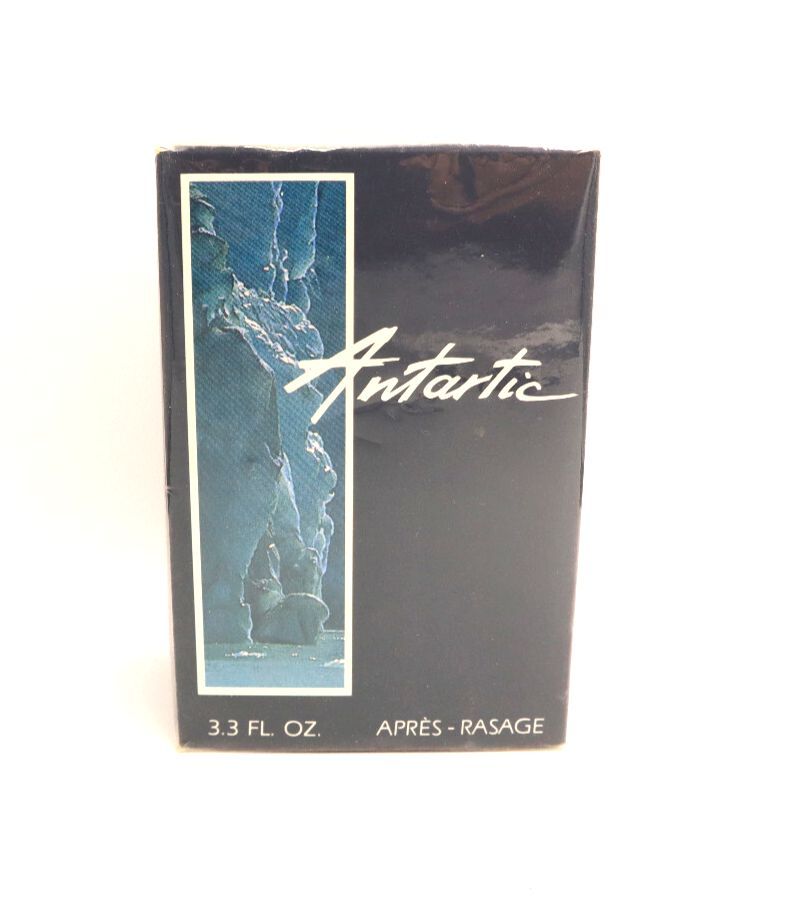 Antartic
3.3 FL. OZ.
APRÈS - RASAGE